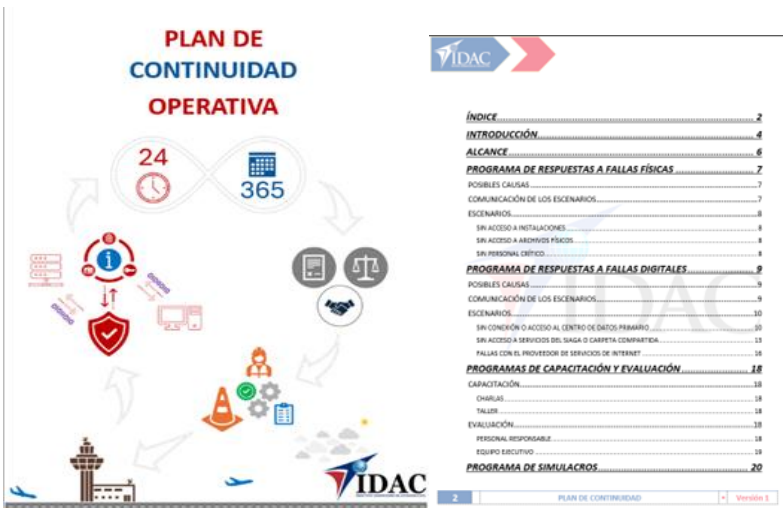 PLAN DE
CONTINUIDAD
OPERATIVA
24
365
IDAC
IDAC
ÍNDICE 2
INTRODUCCIÓN 4
ALCANCE 6
PROGRAMA DE RESPUESTAS A FALLAS FÍSICAS 7
POSIBLES CAUSAS 7
COMUNICACIÓN DE LOS ESCENARIOS 7
ESCENARIOS 8
SIN ACCESO A INSTALACIONES 8
SIN ACCESO A ARCHIVOS FÍSICOS 8
SIN PERSONAL CRÍTICO 8
PROGRAMA DE RESPUESTAS A FALLAS DIGITALES 9
POSIBLES CAUSAS 9
COMUNICACIÓN DE LOS ESCENARIOS 9
ESCENARIOS 10
SIN CONEXIÓN O ACCESO AL CENTRO DE DATOS PRIMARIO 10
SIN ACCESO A SERVICIOS DEL SIAGA O CARPETA COMPARTIDA 13
FALLAS CON EL PROVEEDOR DE SERVICIOS DE INTERNET 16
PROGRAMAS DE CAPACITACIÓN Y EVALUACIÓN 18
CAPACITACIÓN 18
CHARLAS 18
TALLER 18
EVALUACIÓN 18
PERSONAL RESPONSABLE 18
EQUIPO EJECUTIVO 19
PROGRAMA DE SIMULACROS 20
IDAC
2 PLAN DE CONTINUIDAD Versión 1